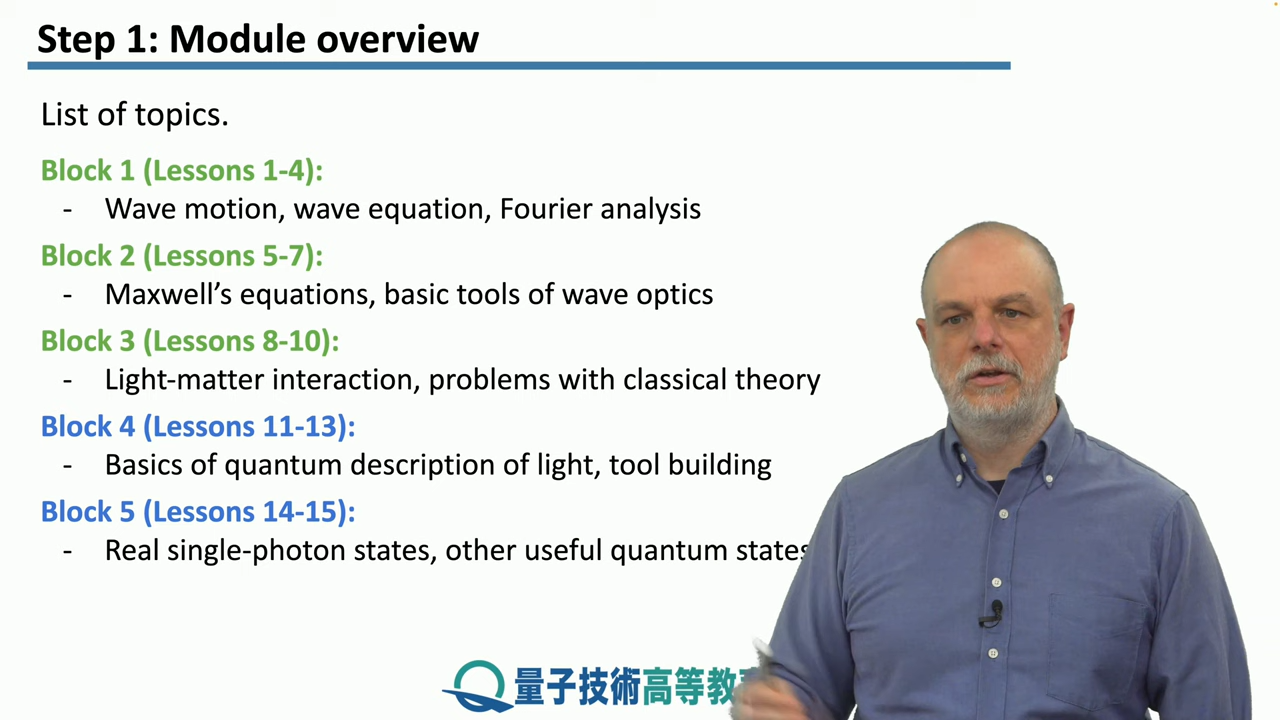 Step 1: Module overview
List of topics.
Block 1 (Lessons 1-4):
- Wave motion, wave equation, Fourier analysis
Block 2 (Lessons 5-7):
- Maxwell’s equations, basic tools of wave optics
Block 3 (Lessons 8-10):
- Light-matter interaction, problems with classical theory
Block 4 (Lessons 11-13):
- Basics of quantum description of light, tool building
Block 5 (Lessons 14-15):
- Real single-photon states, other useful quantum states
量子技術高等教育